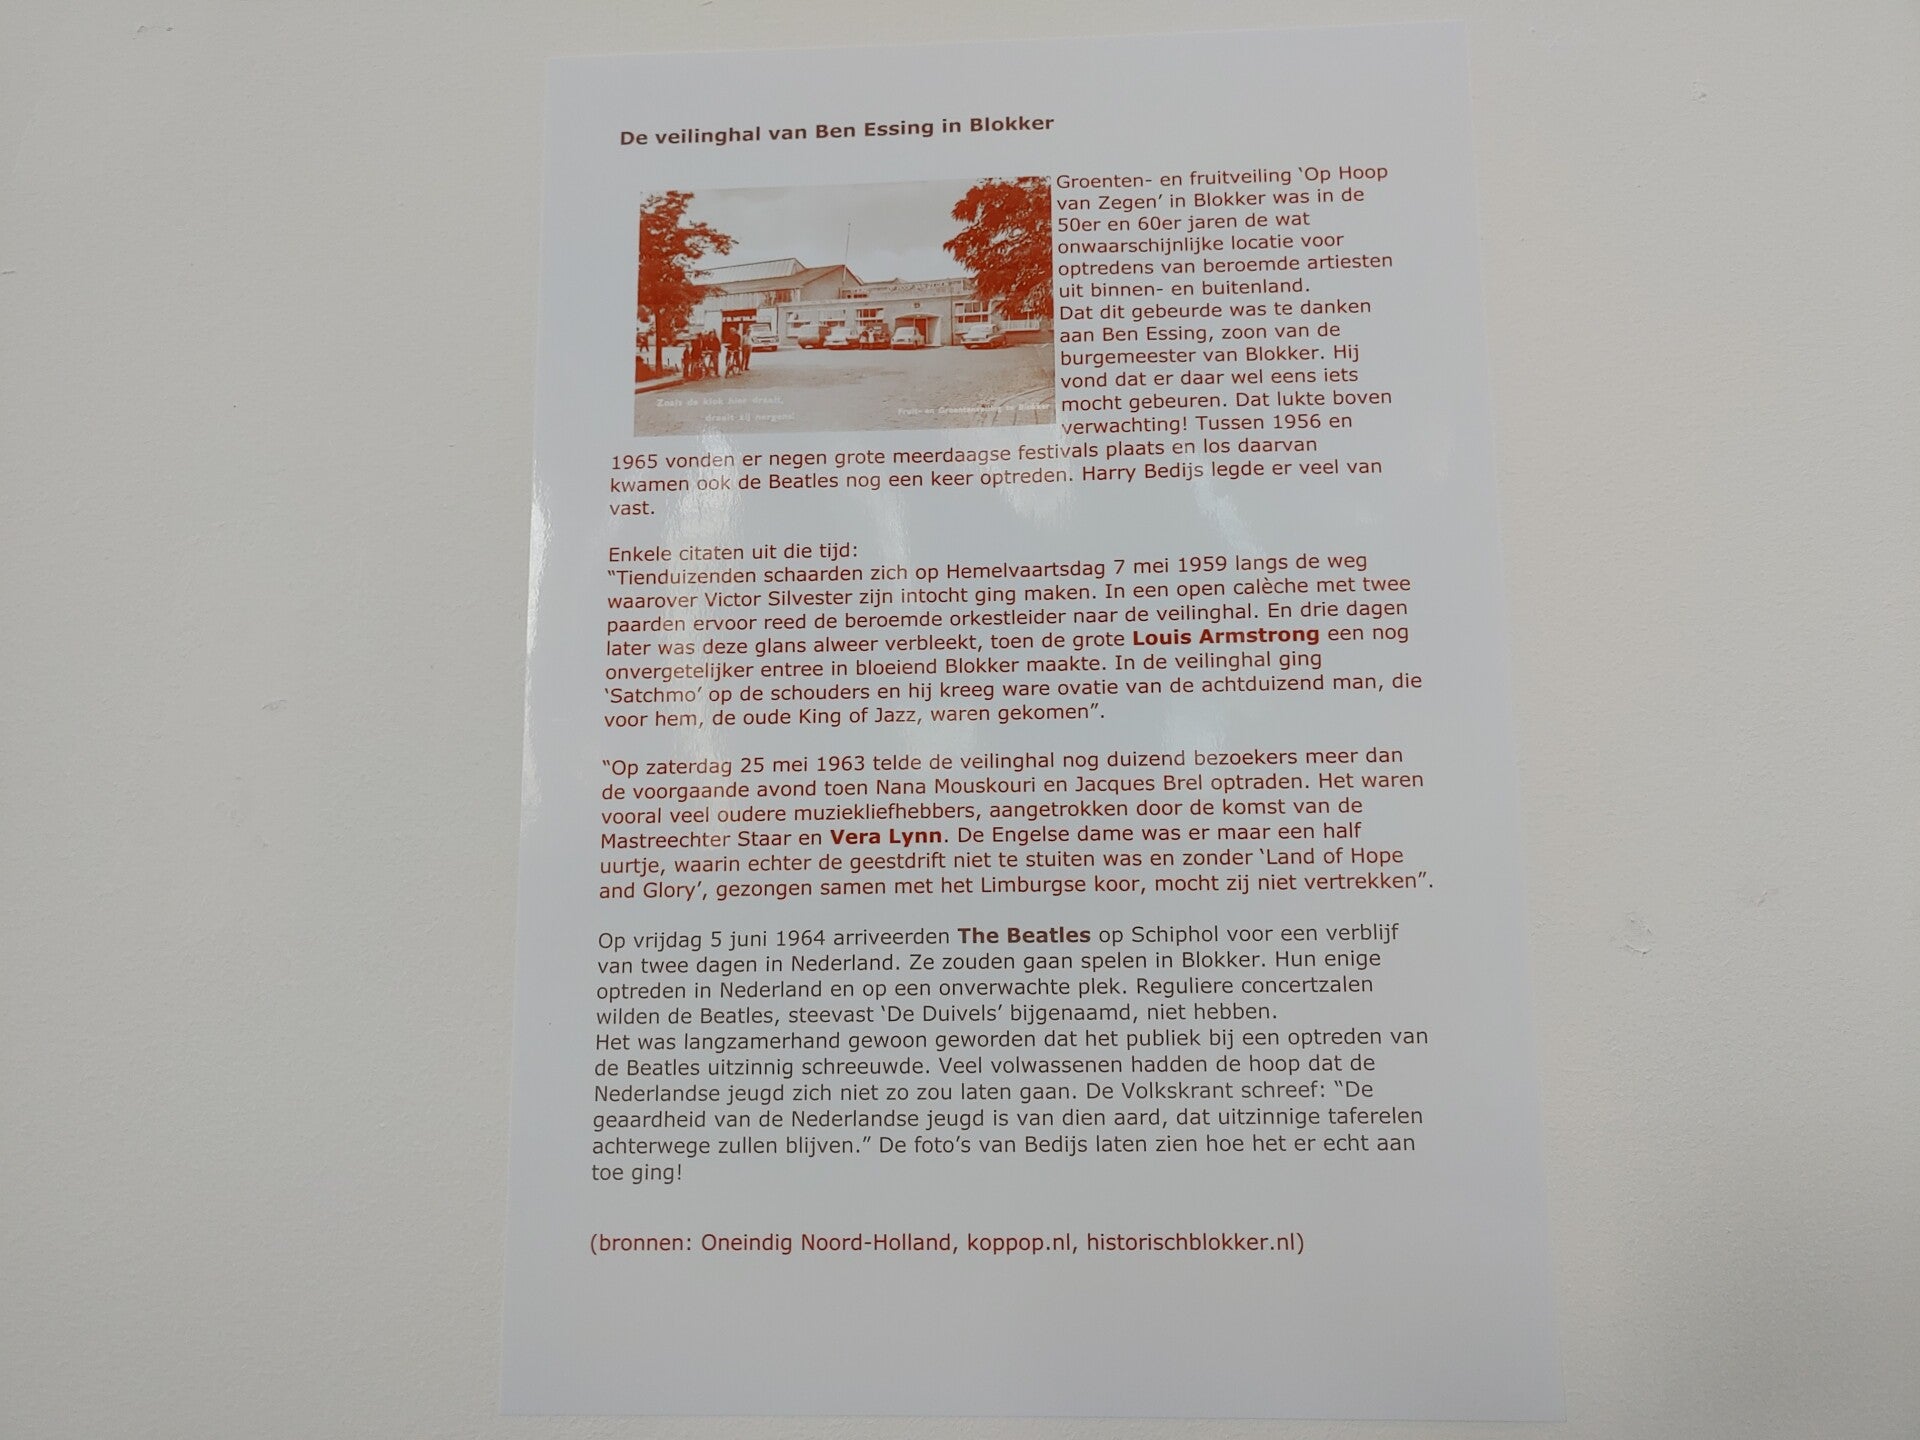 De veilinghal van Ben Essing in Blokker
Groenten- en fruitveiling ‘Op Hoop
van Zegen’ in Blokker was in de
50er en 60er jaren de wat
onwaarschijnlijke locatie voor
optredens van beroemde artiesten
uit binnen- en buitenland.
Dat dit gebeurde was te danken
aan Ben Essing, zoon van de
burgemeester van Blokker. Hij
vond dat er daar wel eens iets
mocht gebeuren. Dat lukte boven
verwachting! Tussen 1956 en
Zoals de klok hier draait,
draait zij nergens!
Fruit- en Groentenveiling te Blokker
1965 vonden er negen grote meerdaagse festivals plaats en los daarvan
kwamen ook de Beatles nog een keer optreden. Harry Bedijs legde er veel van
vast.
Enkele citaten uit die tijd:
“Tienduizenden schaarden zich op Hemelvaartsdag 7 mei 1959 langs de weg
waarover Victor Silvester zijn intocht ging maken. In een open calèche met twee
paarden ervoor reed de beroemde orkestleider naar de veilinghal. En drie dagen
later was deze glans alweer verbleekt, toen de grote Louis Armstrong een nog
onvergetelijker entree in bloeiend Blokker maakte. In de veilinghal ging
‘Satchmo’ op de schouders en hij kreeg ware ovatie van de achtduizend man, die
voor hem, de oude King of Jazz, waren gekomen”.
“Op zaterdag 25 mei 1963 telde de veilinghal nog duizend bezoekers meer dan
de voorgaande avond toen Nana Mouskouri en Jacques Brel optraden. Het waren
vooral veel oudere muziekliefhebbers, aangetrokken door de komst van de
Mastreechter Staar en Vera Lynn. De Engelse dame was er maar een half
uurtje, waarin echter de geestdrift niet te stuiten was en zonder ‘Land of Hope
and Glory’, gezongen samen met het Limburgse koor, mocht zij niet vertrekken”.
Op vrijdag 5 juni 1964 arriveerden The Beatles op Schiphol voor een verblijf
van twee dagen in Nederland. Ze zouden gaan spelen in Blokker. Hun enige
optreden in Nederland en op een onverwachte plek. Reguliere concertzalen
wilden de Beatles, steevast ‘De Duivels’ bijgenaamd, niet hebben.
Het was langzamerhand gewoon geworden dat het publiek bij een optreden van
de Beatles uitzinnig schreeuwde. Veel volwassenen hadden de hoop dat de
Nederlandse jeugd zich niet zo zou laten gaan. De Volkskrant schreef: “De
geaardheid van de Nederlandse jeugd is van dien aard, dat uitzinnige taferelen
achterwege zullen blijven.” De foto’s van Bedijs laten zien hoe het er echt aan
toe ging!
(bronnen: Oneindig Noord-Holland, koppop.nl, historischblokker.nl)